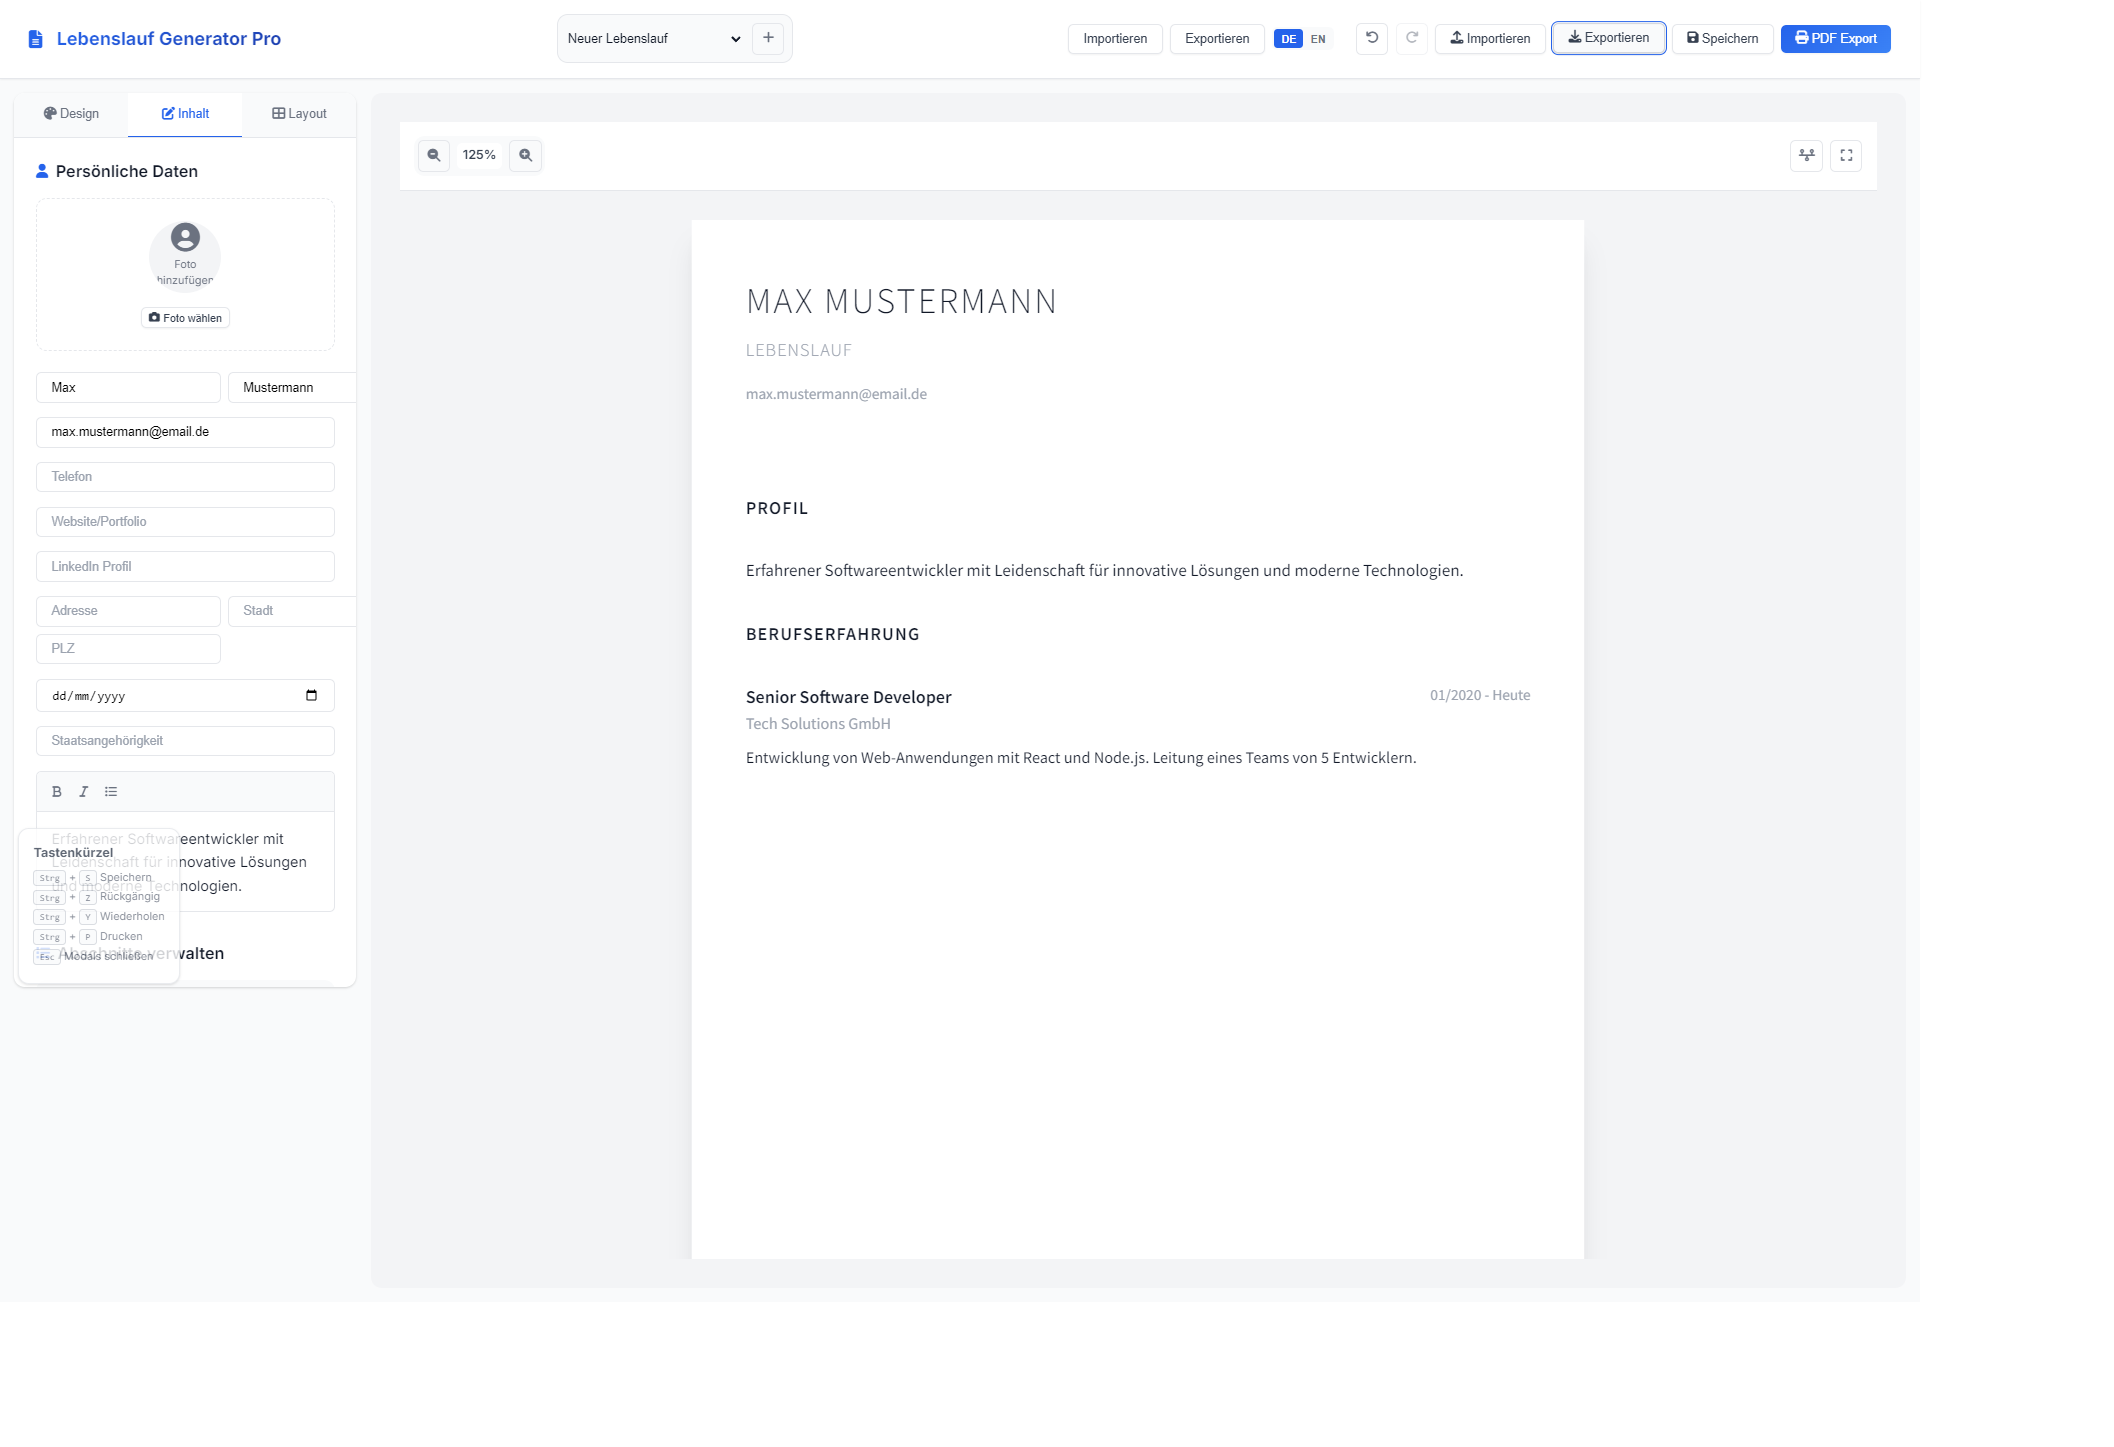 Lebenslauf Generator Pro
Neuer Lebenslauf
Importieren
Exportieren
DE EN
Importieren
Exportieren
Speichern
PDF Export
Design
Inhalt
Layout
Persönliche Daten
Foto
hinzufügen
Foto wählen
Max
Mustermann
max.mustermann@email.de
Telefon
Website/Portfolio
LinkedIn Profil
Adresse
Stadt
PLZ
dd/mm/yyyy
Staatsangehörigkeit
B I
Erfahrener Softwareentwickler mit
Leidenschaft für innovative Lösungen
und moderne Technologien.
Abschnitte verwalten
Tastenkürzel
Strg + S Speichern
Strg + Z Rückgängig
Strg + Y Wiederholen
Strg + P Drucken
Esc Modals schließen
125%
MAX MUSTERMANN
LEBENSLAUF
max.mustermann@email.de
PROFIL
Erfahrener Softwareentwickler mit Leidenschaft für innovative Lösungen und moderne Technologien.
BERUFSERFAHRUNG
Senior Software Developer
01/2020 - Heute
Tech Solutions GmbH
Entwicklung von Web-Anwendungen mit React und Node.js. Leitung eines Teams von 5 Entwicklern.